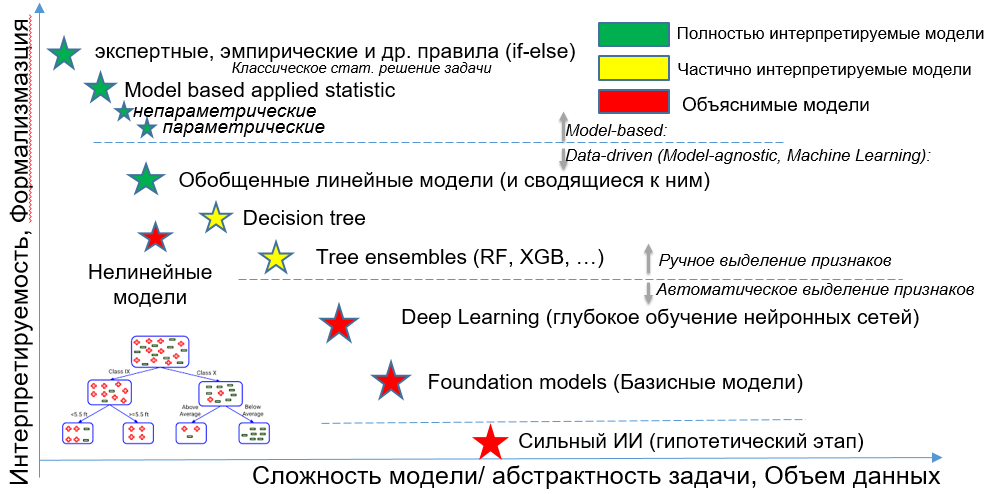 экспертные, эмпирические и др. правила (if-else)
Классическое стат. решение задачи
Model based applied statistic
непараметрические
параметрические
Полностью интерпретируемые модели
Частично интерпретируемые модели
Объяснимые модели
Model-based:
Data-driven (Model-agnostic, Machine Learning):
Обобщенные линейные модели (и сводящиеся к ним)
Decision tree
Нелинейные
модели
Tree ensembles (RF, XGB, …)
Ручное выделение признаков
Автоматическое выделение признаков
Deep Learning (глубокое обучение нейронных сетей)
Foundation models (Базисные модели)
Сильный ИИ (гипотетический этап)
Class IX
Class X
<5.5 ft
>=5.5 ft
Above
Average
Below
Average
Интерпретируемость, Формализмазция
Сложность модели/ абстрактность задачи, Объем данных